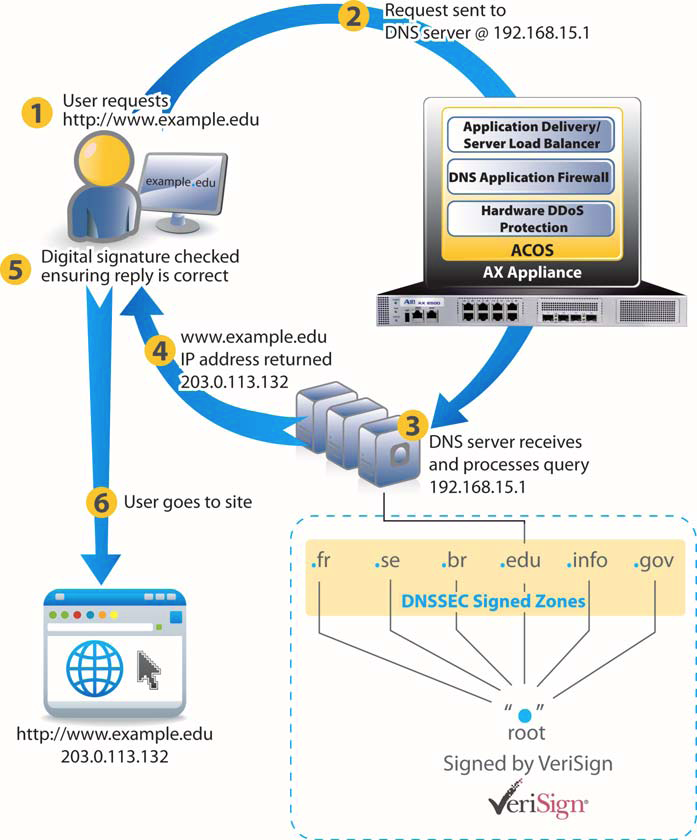 2
Request sent to
DNS server @ 192.168.15.1
1
User requests
http://www.example.edu
example.edu
Application Delivery/
Server Load Balancer
DNS Application Firewall
Hardware DDoS
Protection
ACOS
AX Appliance
5
Digital signature checked
ensuring reply is correct
4
www.example.edu
IP address returned
203.0.113.132
3
DNS server receives
and processes query
192.168.15.1
6
User goes to site
.fr .se .br .edu .info .gov
DNSSEC Signed Zones
http://www.example.edu
203.0.113.132
“.”
root
Signed by VeriSign
VeriSign®